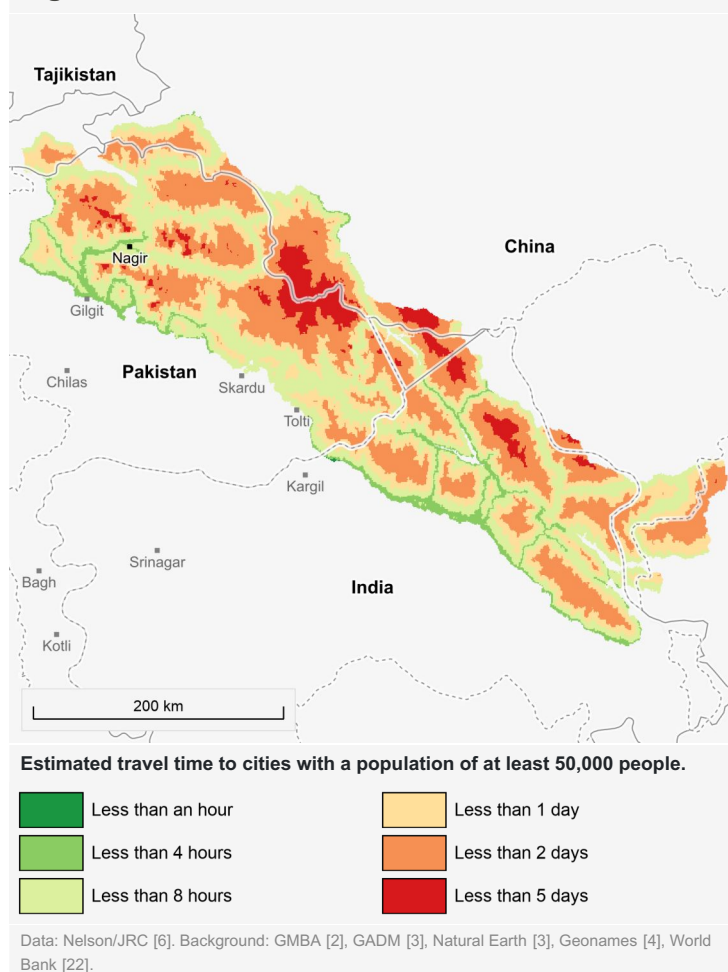 Tajikistan
China
Nagir
Gilgit
Pakistan
Chilas
Skardu
Tolti
Kargil
Srinagar
India
Bagh
Kotli
200 km
Estimated travel time to cities with a population of at least 50,000 people.
Less than an hour
Less than 1 day
Less than 4 hours
Less than 2 days
Less than 8 hours
Less than 5 days
Data: Nelson/JRC [6]. Background: GMBA [2], GADM [3], Natural Earth [3], Geonames [4], World
Bank [22].